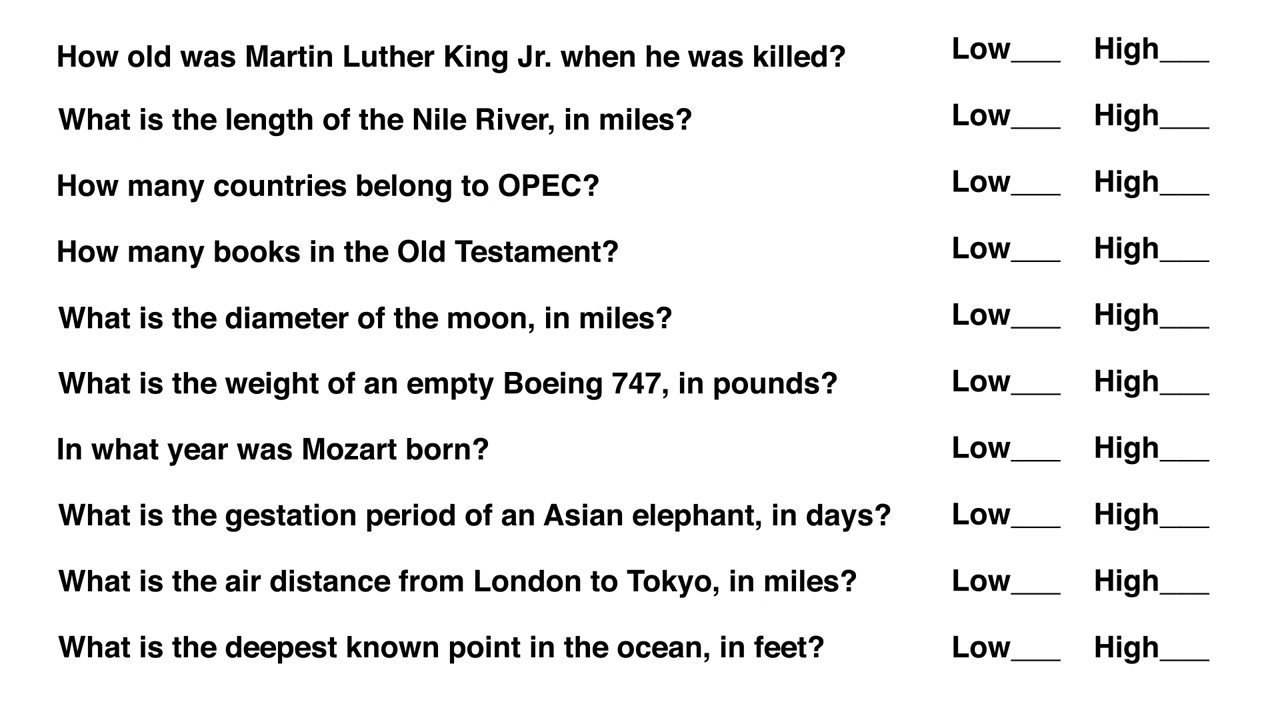 How old was Martin Luther King Jr. when he was killed? Low___ High___
What is the length of the Nile River, in miles? Low___ High___
How many countries belong to OPEC? Low___ High___
How many books in the Old Testament? Low___ High___
What is the diameter of the moon, in miles? Low___ High___
What is the weight of an empty Boeing 747, in pounds? Low___ High___
In what year was Mozart born? Low___ High___
What is the gestation period of an Asian elephant, in days? Low___ High___
What is the air distance from London to Tokyo, in miles? Low___ High___
What is the deepest known point in the ocean, in feet? Low___ High___